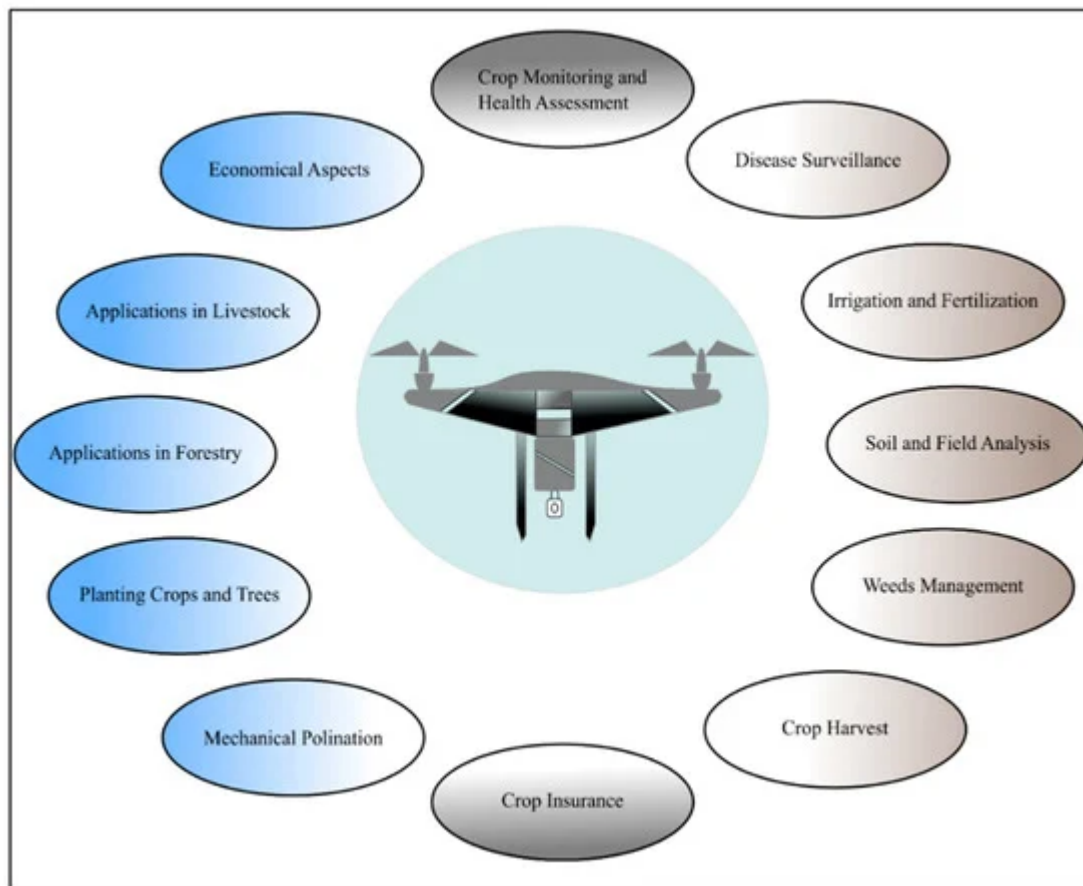 Crop Monitoring and
Health Assessment
Economical Aspects
Disease Surveillance
Applications in Livestock
Irrigation and Fertilization
Applications in Forestry
Soil and Field Analysis
Planting Crops and Trees
Weeds Management
Mechanical Polination
Crop Harvest
Crop Insurance